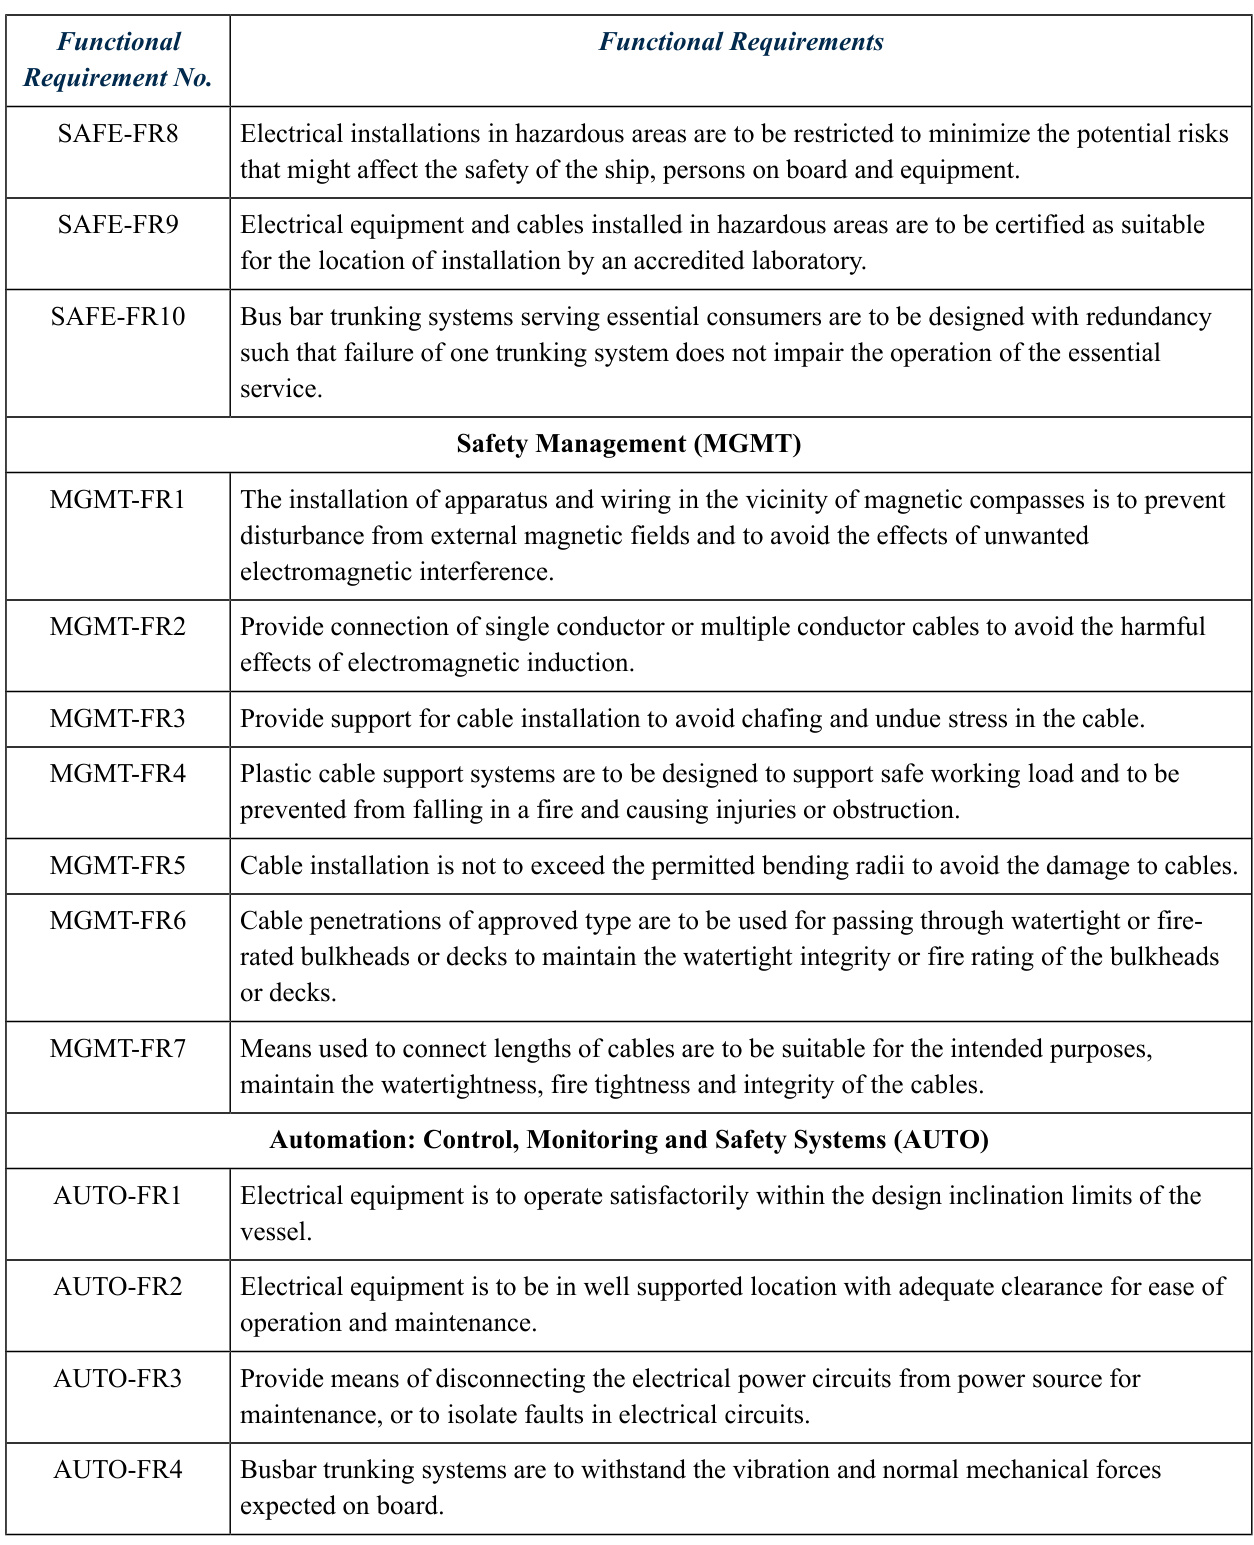 Functional
Requirement No.
Functional Requirements
SAFE-FR8
Electrical installations in hazardous areas are to be restricted to minimize the potential risks
that might affect the safety of the ship, persons on board and equipment.
SAFE-FR9
Electrical equipment and cables installed in hazardous areas are to be certified as suitable
for the location of installation by an accredited laboratory.
SAFE-FR10
Bus bar trunking systems serving essential consumers are to be designed with redundancy
such that failure of one trunking system does not impair the operation of the essential
service.
Safety Management (MGMT)
MGMT-FR1
The installation of apparatus and wiring in the vicinity of magnetic compasses is to prevent
disturbance from external magnetic fields and to avoid the effects of unwanted
electromagnetic interference.
MGMT-FR2
Provide connection of single conductor or multiple conductor cables to avoid the harmful
effects of electromagnetic induction.
MGMT-FR3
Provide support for cable installation to avoid chafing and undue stress in the cable.
MGMT-FR4
Plastic cable support systems are to be designed to support safe working load and to be
prevented from falling in a fire and causing injuries or obstruction.
MGMT-FR5
Cable installation is not to exceed the permitted bending radii to avoid the damage to cables.
MGMT-FR6
Cable penetrations of approved type are to be used for passing through watertight or fire-
rated bulkheads or decks to maintain the watertight integrity or fire rating of the bulkheads
or decks.
MGMT-FR7
Means used to connect lengths of cables are to be suitable for the intended purposes,
maintain the watertightness, fire tightness and integrity of the cables.
Automation: Control, Monitoring and Safety Systems (AUTO)
AUTO-FR1
Electrical equipment is to operate satisfactorily within the design inclination limits of the
vessel.
AUTO-FR2
Electrical equipment is to be in well supported location with adequate clearance for ease of
operation and maintenance.
AUTO-FR3
Provide means of disconnecting the electrical power circuits from power source for
maintenance, or to isolate faults in electrical circuits.
AUTO-FR4
Busbar trunking systems are to withstand the vibration and normal mechanical forces
expected on board.